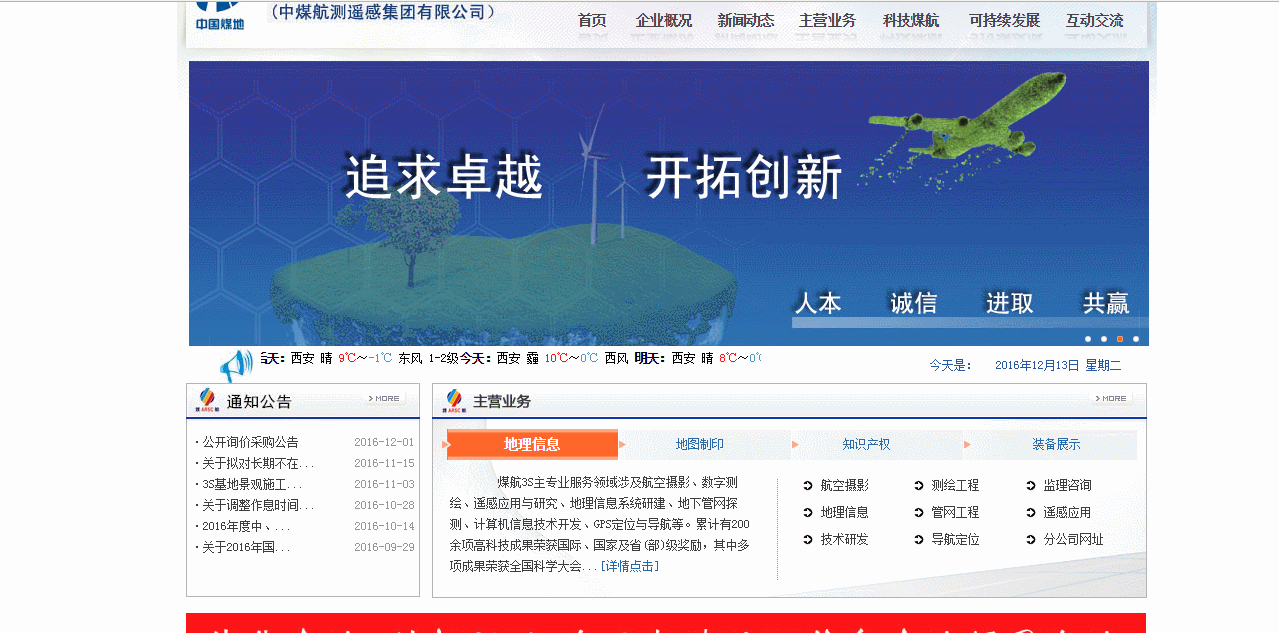 中国煤地
（中煤航测遥感集团有限公司）
首页 企业概况 新闻动态 主营业务 科技煤航 可持续发展 互动交流
追求卓越 开拓创新
人本 诚信 进取 共赢
天：西安 晴 9℃～-1℃ 东风 1-2级今天：西安 霾 10℃～0℃ 西风 明天：西安 晴 8℃～0
今天是： 2016年12月13日 星期二
通知公告 MORE
· 公开询价采购公告 2016-12-01
· 关于拟对长期不在... 2016-11-15
· 3S基地景观施工... 2016-11-03
· 关于调整作息时间... 2016-10-28
· 2016年度中、... 2016-10-14
· 关于2016年国... 2016-09-29
主营业务 MORE
地理信息 地图制印 知识产权 装备展示
煤航3S主专业服务领域涉及航空摄影、数字测
绘、遥感应用与研究、地理信息系统研建、地下管网探
测、计算机信息技术开发、GPS定位与导航等。累计有200
余项高科技成果荣获国际、国家及省(部)级奖励，其中多
项成果荣获全国科学大会...[详情点击]
航空摄影 测绘工程 监理咨询
地理信息 管网工程 遥感应用
技术研发 导航定位 分公司网址